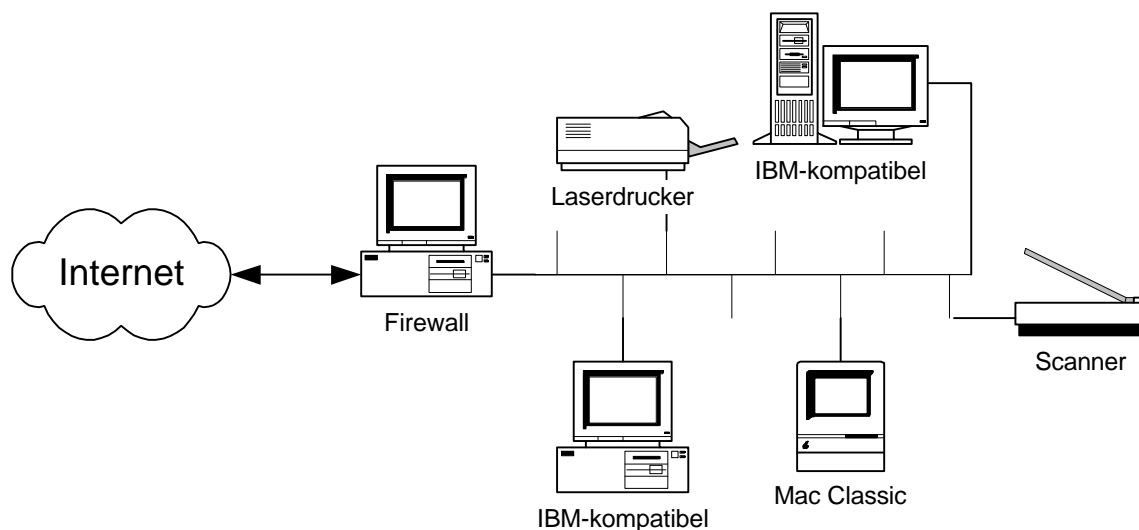 IBM-kompatibel
Laserdrucker
Internet
Firewall
Scanner
Mac Classic
IBM-kompatibel